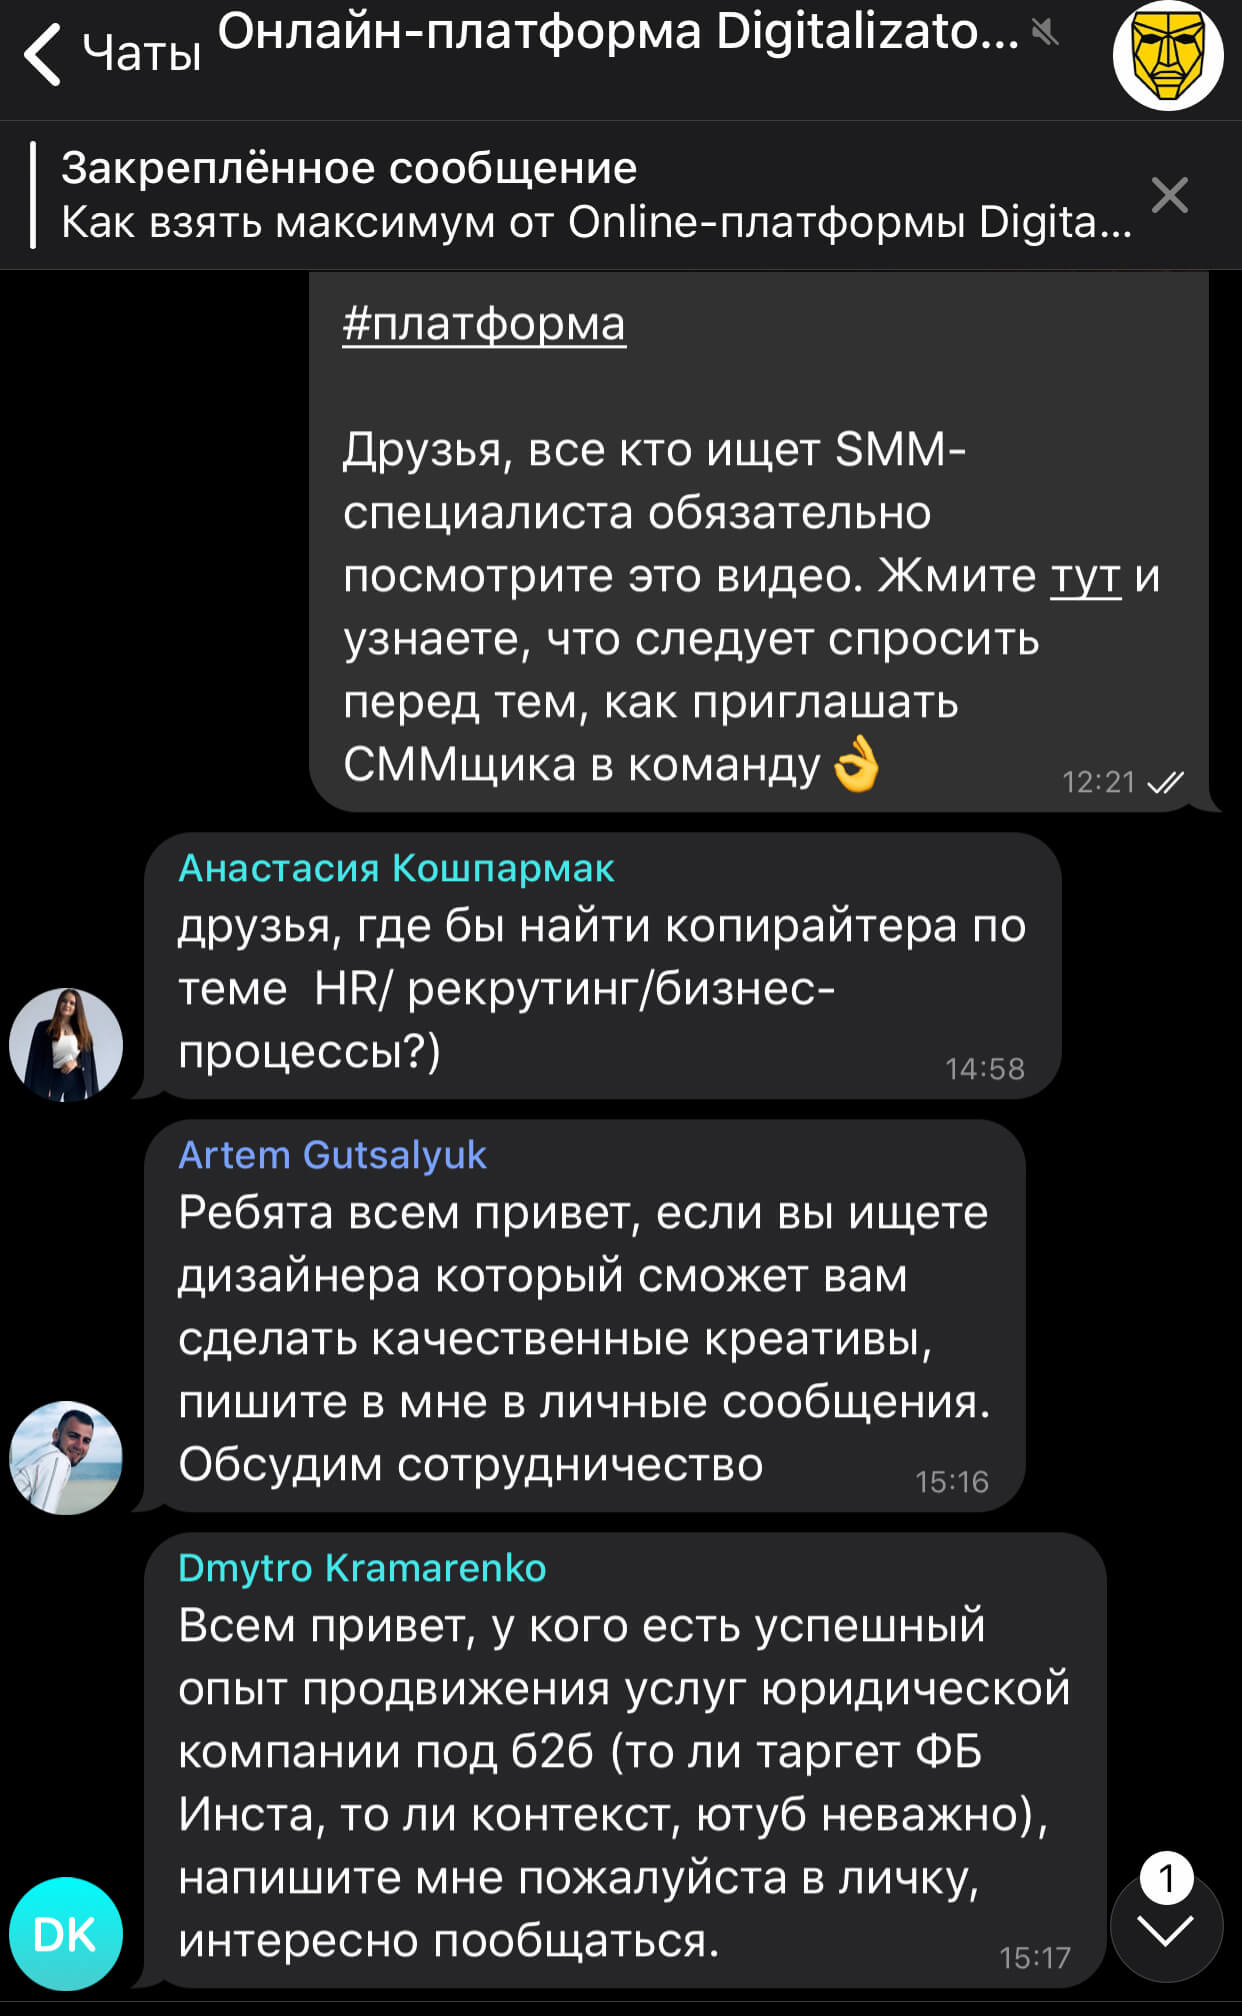 Чаты
Онлайн-платформа Digitalizato...
Закреплённое сообщение
Как взять максимум от Online-платформы Digita...
#платформа
Друзья, все кто ищет SMM-
специалиста обязательно
посмотрите это видео. Жмите тут и
узнаете, что следует спросить
перед тем, как приглашать
СММщика в команду👌
12:21
Анастасия Кошпармак
друзья, где бы найти копирайтера по
теме  HR/ рекрутинг/бизнес-
процессы?)
14:58
Artem Gutsalyuk
Ребята всем привет, если вы ищете
дизайнера который сможет вам
сделать качественные креативы,
пишите в мне в личные сообщения.
Обсудим сотрудничество
15:16
Dmytro Kramarenko
Всем привет, у кого есть успешный
опыт продвижения услуг юридической
компании под б2б (то ли таргет ФБ
Инста, то ли контекст, ютуб неважно),
напишите мне пожалуйста в личку,
интересно пообщаться.
15:17
DK
1